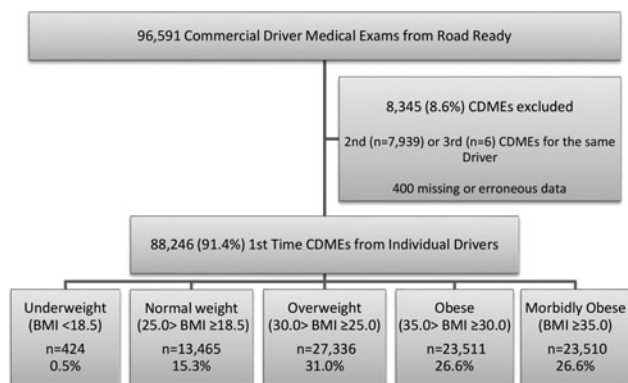 96,591 Commercial Driver Medical Exams from Road Ready
8,345 (8.6%) CDMEs excluded
2nd (n=7,939) or 3rd (n=6) CDMEs for the same
Driver
400 missing or erroneous data
88,246 (91.4%) 1st Time CDMEs from Individual Drivers
Underweight
(BMI <18.5)
n=424
0.5%
Normal weight
(25.0> BMI ≥18.5)
n=13,465
15.3%
Overweight
(30.0> BMI ≥25.0)
n=27,336
31.0%
Obese
(35.0> BMI ≥30.0)
n=23,511
26.6%
Morbidly Obese
(BMI ≥35.0)
n=23,510
26.6%